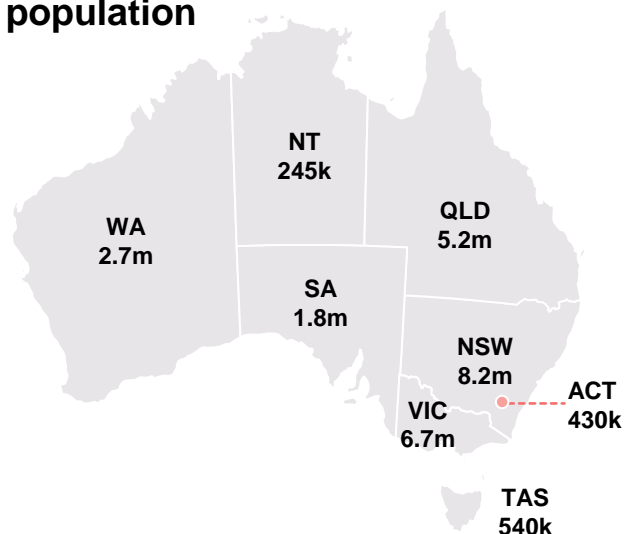 population
NT
245k
QLD
5.2m
WA
2.7m
SA
1.8m
NSW
8.2m
ACT
430k
VIC
6.7m
TAS
540k